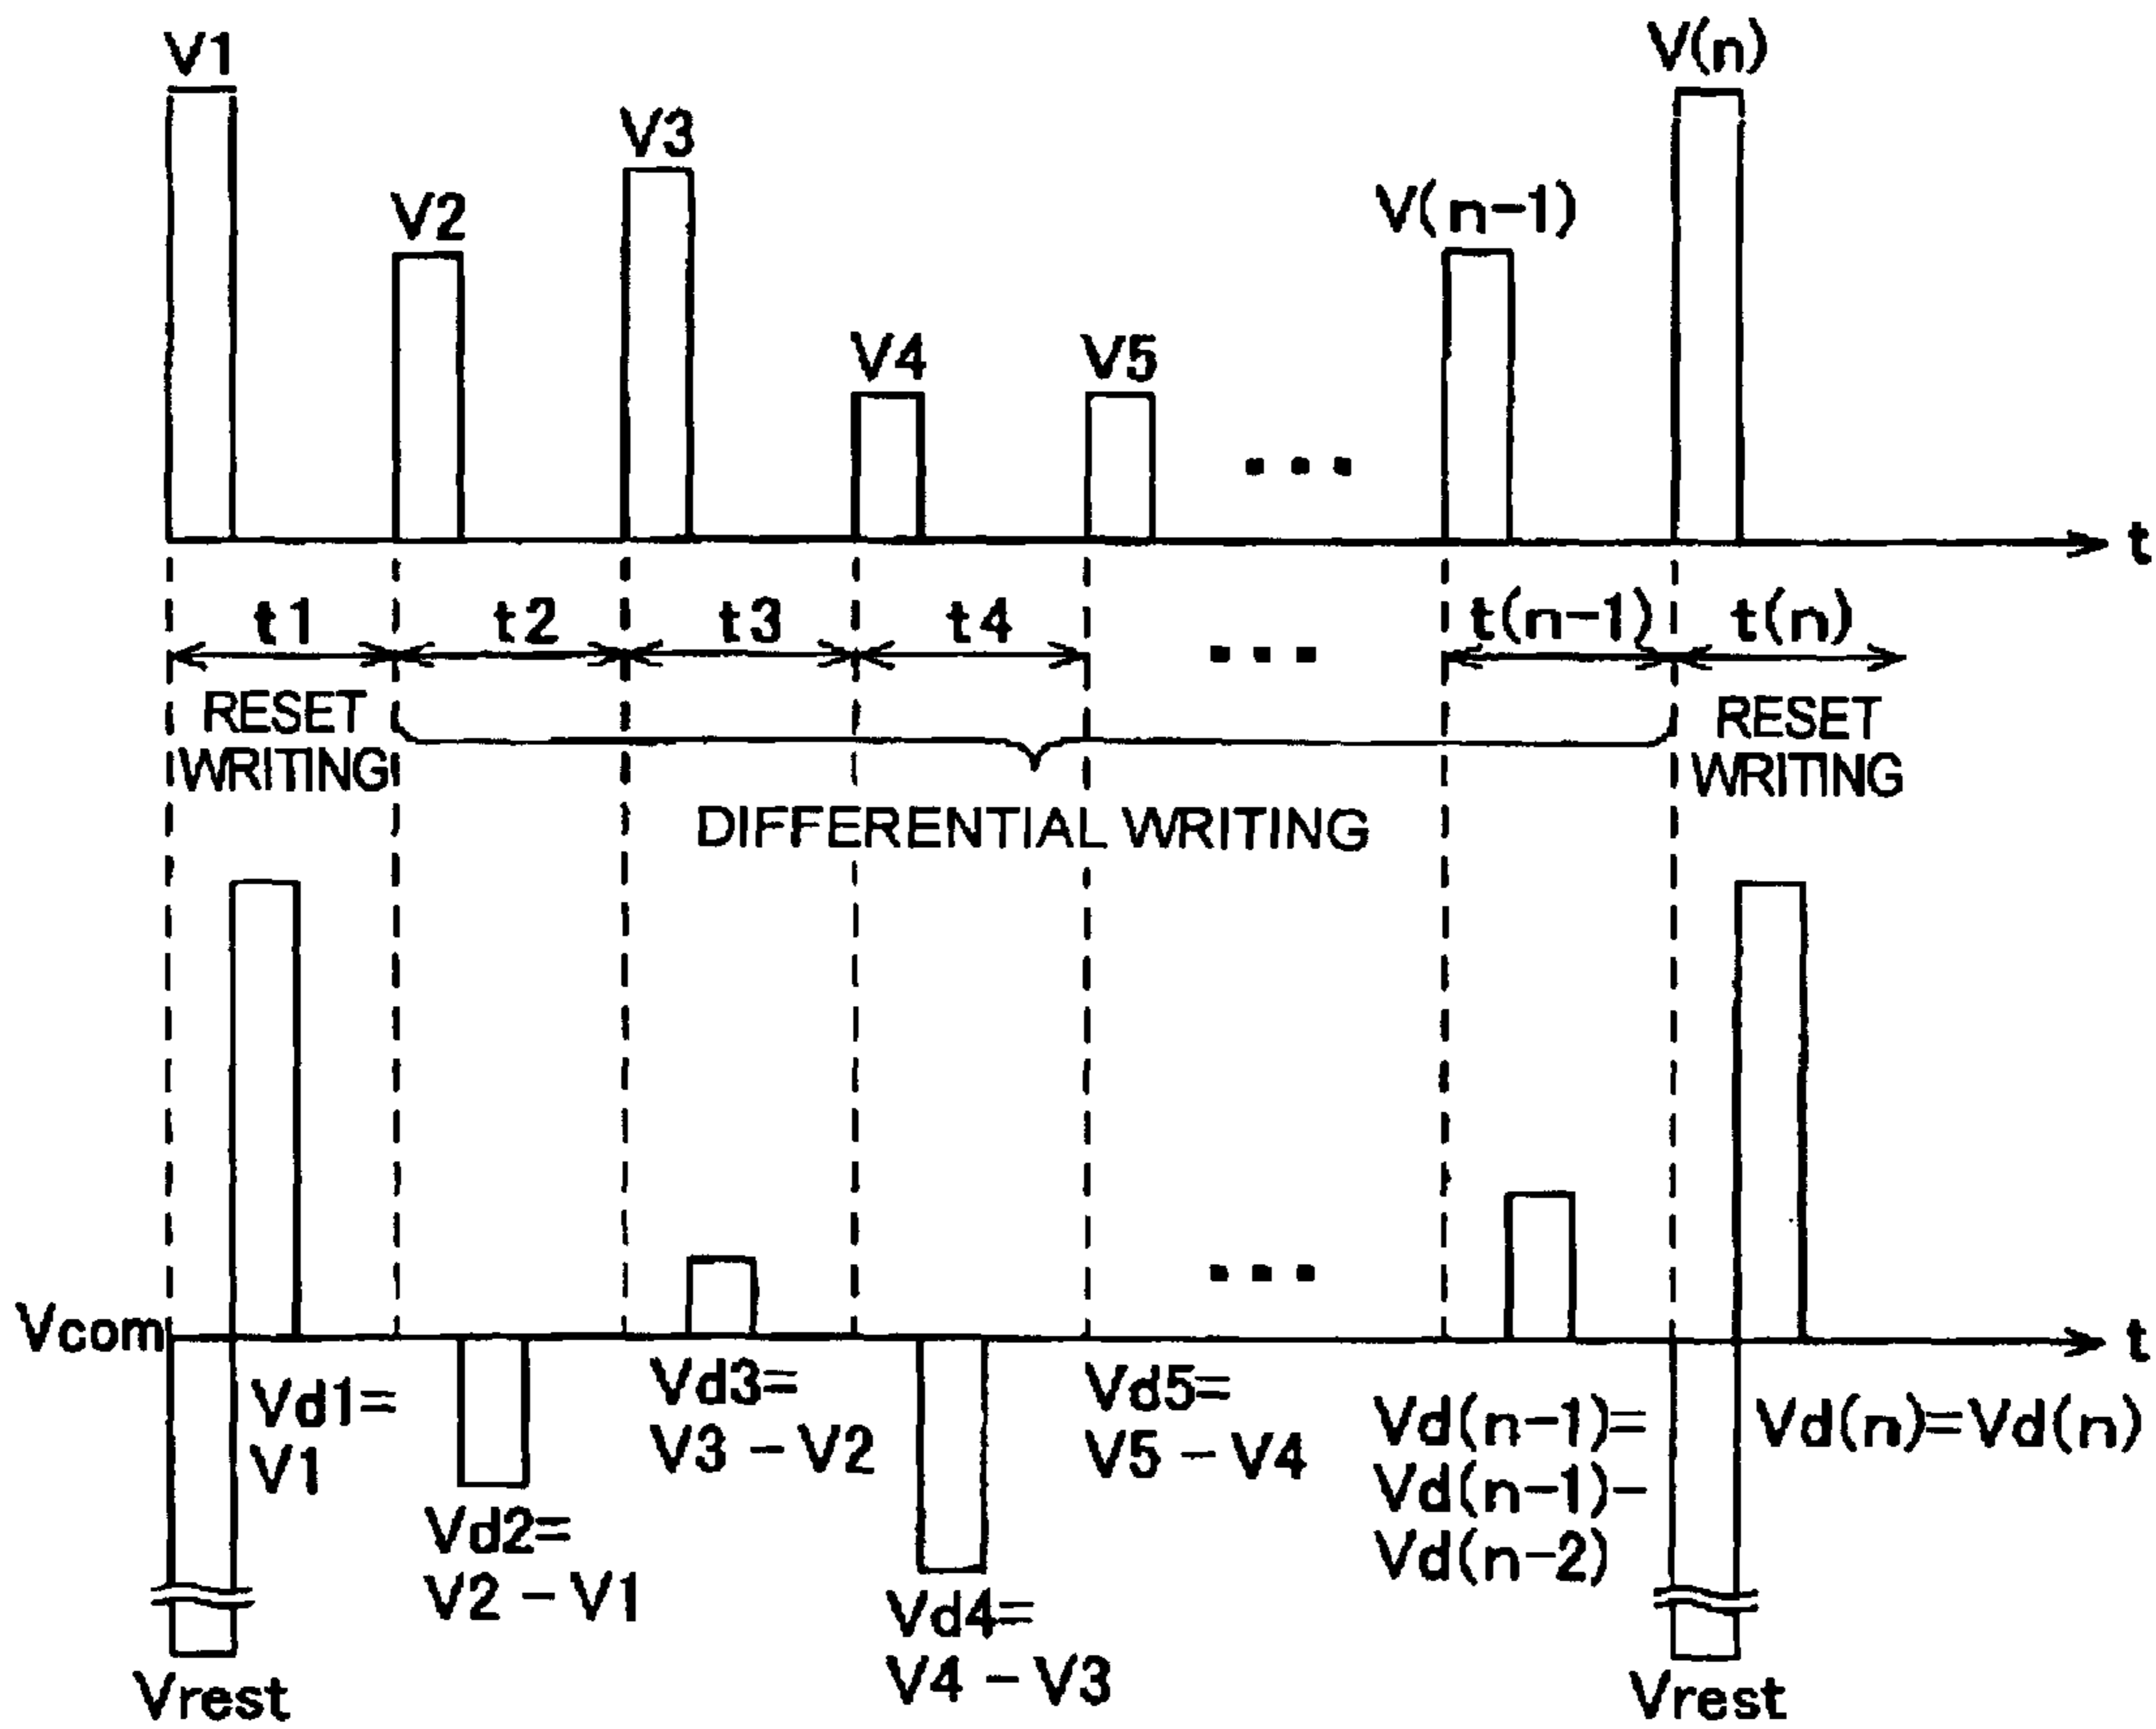 V1
V(n)
V3
V2
V(n-1)
V4
V5
...
t
t1
t2
t3
t4
...
t(n-1)
t(n)
RESET
WRITING
RESET
WRITING
DIFFERENTIAL WRITING
...
Vcom
t
Vd1=
V1
Vd2=
V2-V1
Vd3=
V3-V2
Vd4=
V4-V3
Vd5=
V5-V4
Vd(n-1)=
Vd(n-1)-
Vd(n-2)
Vd(n)=Vd(n)
Vrest
Vrest